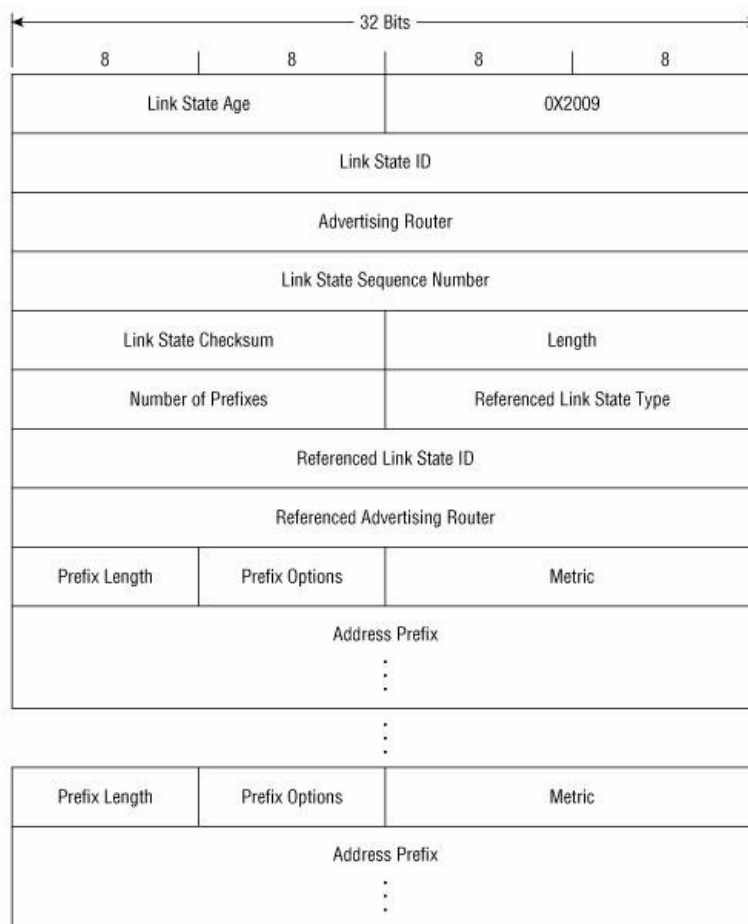 32 Bits
8 8 8 8
Link State Age 0X2009
Link State ID
Advertising Router
Link State Sequence Number
Link State Checksum Length
Number of Prefixes Referenced Link State Type
Referenced Link State ID
Referenced Advertising Router
Prefix Length Prefix Options Metric
Address Prefix
Prefix Length Prefix Options Metric
Address Prefix